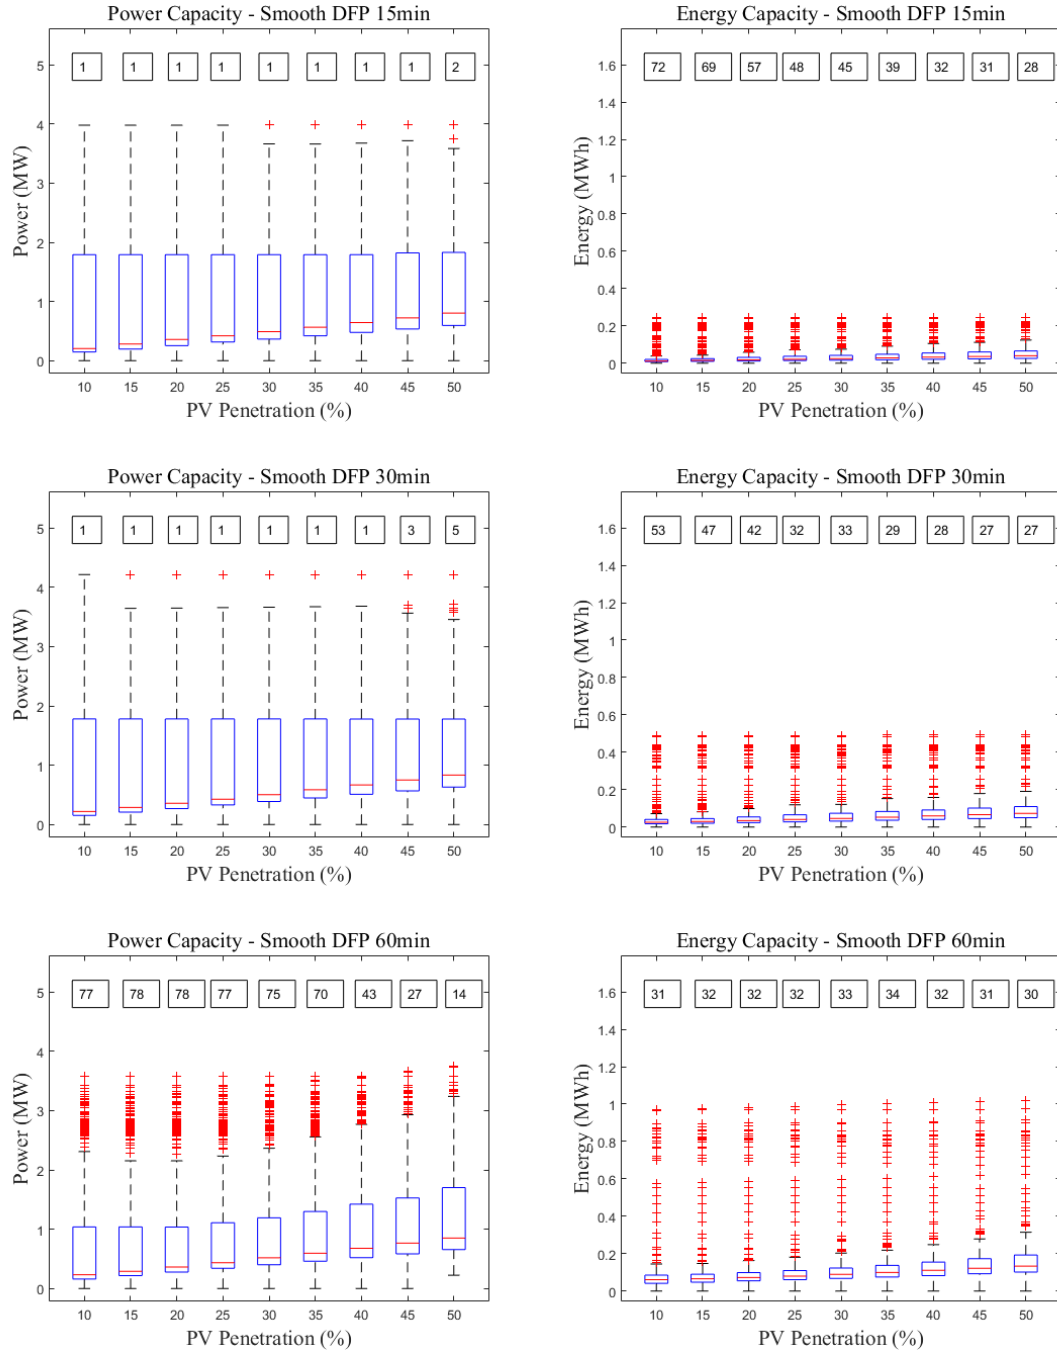 Power Capacity - Smooth DFP 15min
5
4
3
2
1
0
Power (MW)
1 1 1 1 1 1 1 1 2
10 15 20 25 30 35 40 45 50
PV Penetration (%)
Energy Capacity - Smooth DFP 15min
1.6
1.4
1.2
1
0.8
0.6
0.4
0.2
0
Energy (MWh)
72 69 57 48 45 39 32 31 28
10 15 20 25 30 35 40 45 50
PV Penetration (%)
Power Capacity - Smooth DFP 30min
5
4
3
2
1
0
Power (MW)
1 1 1 1 1 1 1 3 5
10 15 20 25 30 35 40 45 50
PV Penetration (%)
Energy Capacity - Smooth DFP 30min
1.6
1.4
1.2
1
0.8
0.6
0.4
0.2
0
Energy (MWh)
53 47 42 32 33 29 28 27 27
10 15 20 25 30 35 40 45 50
PV Penetration (%)
Power Capacity - Smooth DFP 60min
5
4
3
2
1
0
Power (MW)
77 78 78 77 75 70 43 27 14
10 15 20 25 30 35 40 45 50
PV Penetration (%)
Energy Capacity - Smooth DFP 60min
1.6
1.4
1.2
1
0.8
0.6
0.4
0.2
0
Energy (MWh)
31 32 32 32 33 34 32 31 30
10 15 20 25 30 35 40 45 50
PV Penetration (%)